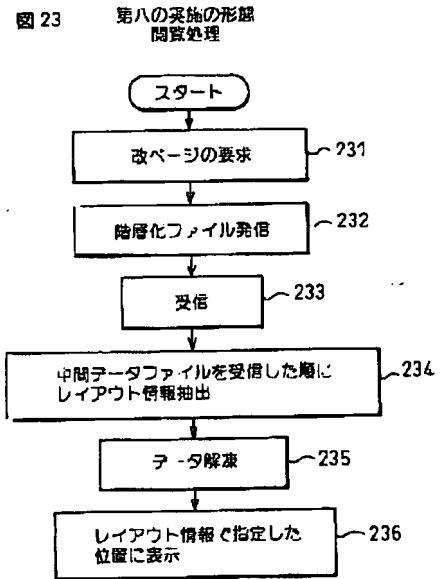 図23 第八の実施の形態
閲覧処理
スタート
改ページの要求
231
階層化ファイル発信
232
受信
233
中間データファイルを受信した順に
レイアウト情報抽出
234
データ解凍
235
レイアウト情報で指定した
位置に表示
236